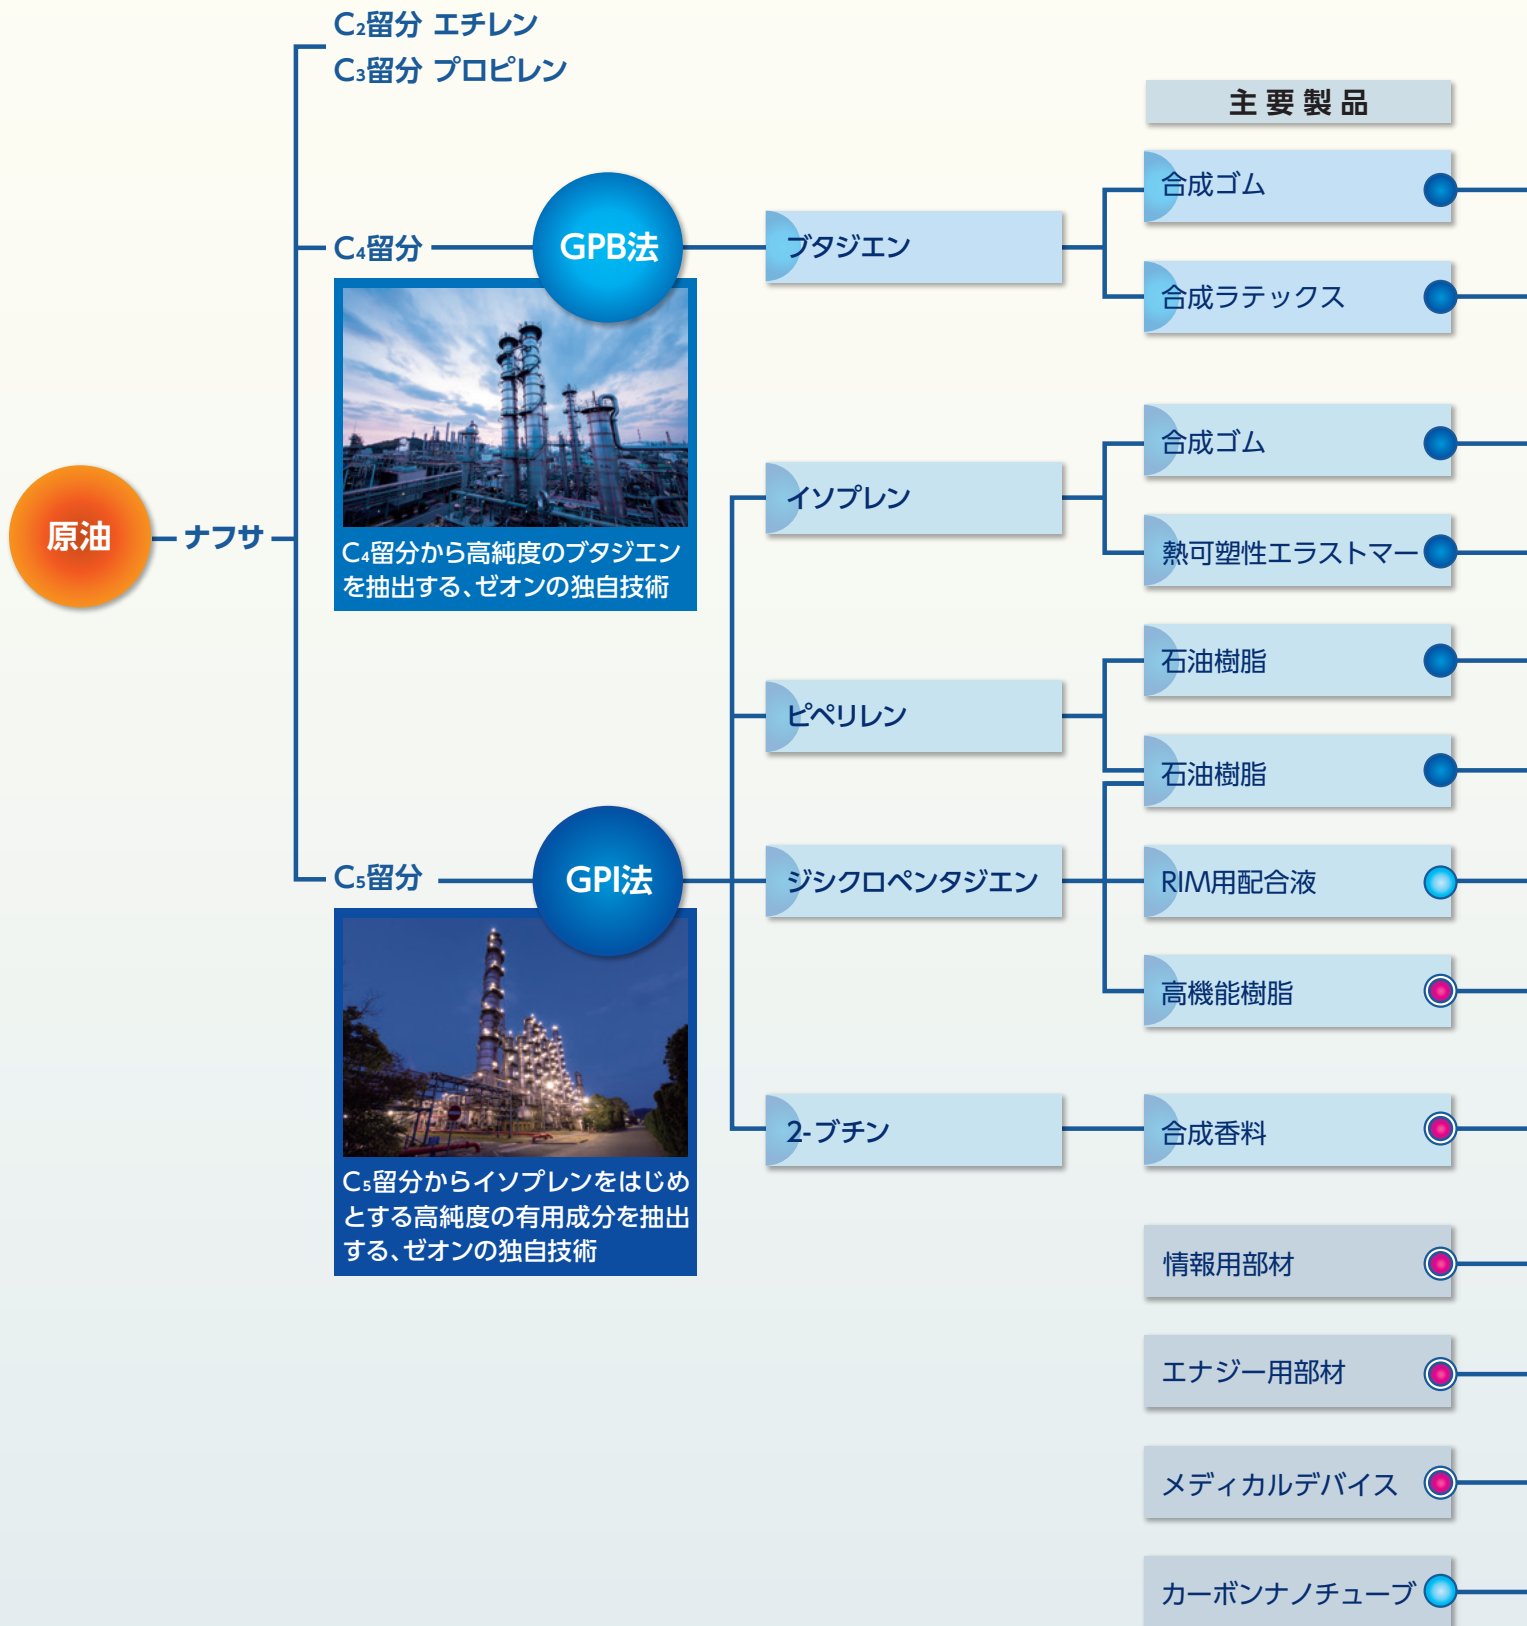 C₂留分 エチレン
C₃留分 プロピレン
主要製品
合成ゴム
C₄留分
GPB法
ブタジエン
合成ラテックス
C₄留分から高純度のブタジエン
を抽出する、ゼオンの独自技術
原油
ナフサ
イソプレン
合成ゴム
熱可塑性エラストマー
ピペリレン
石油樹脂
石油樹脂
C₅留分
GPI法
ジシクロペンタジエン
RIM用配合液
高機能樹脂
2-ブチン
合成香料
C₅留分からイソプレンをはじめ
とする高純度の有用成分を抽出
する、ゼオンの独自技術
情報用部材
エナジー用部材
メディカルデバイス
カーボンナノチューブ